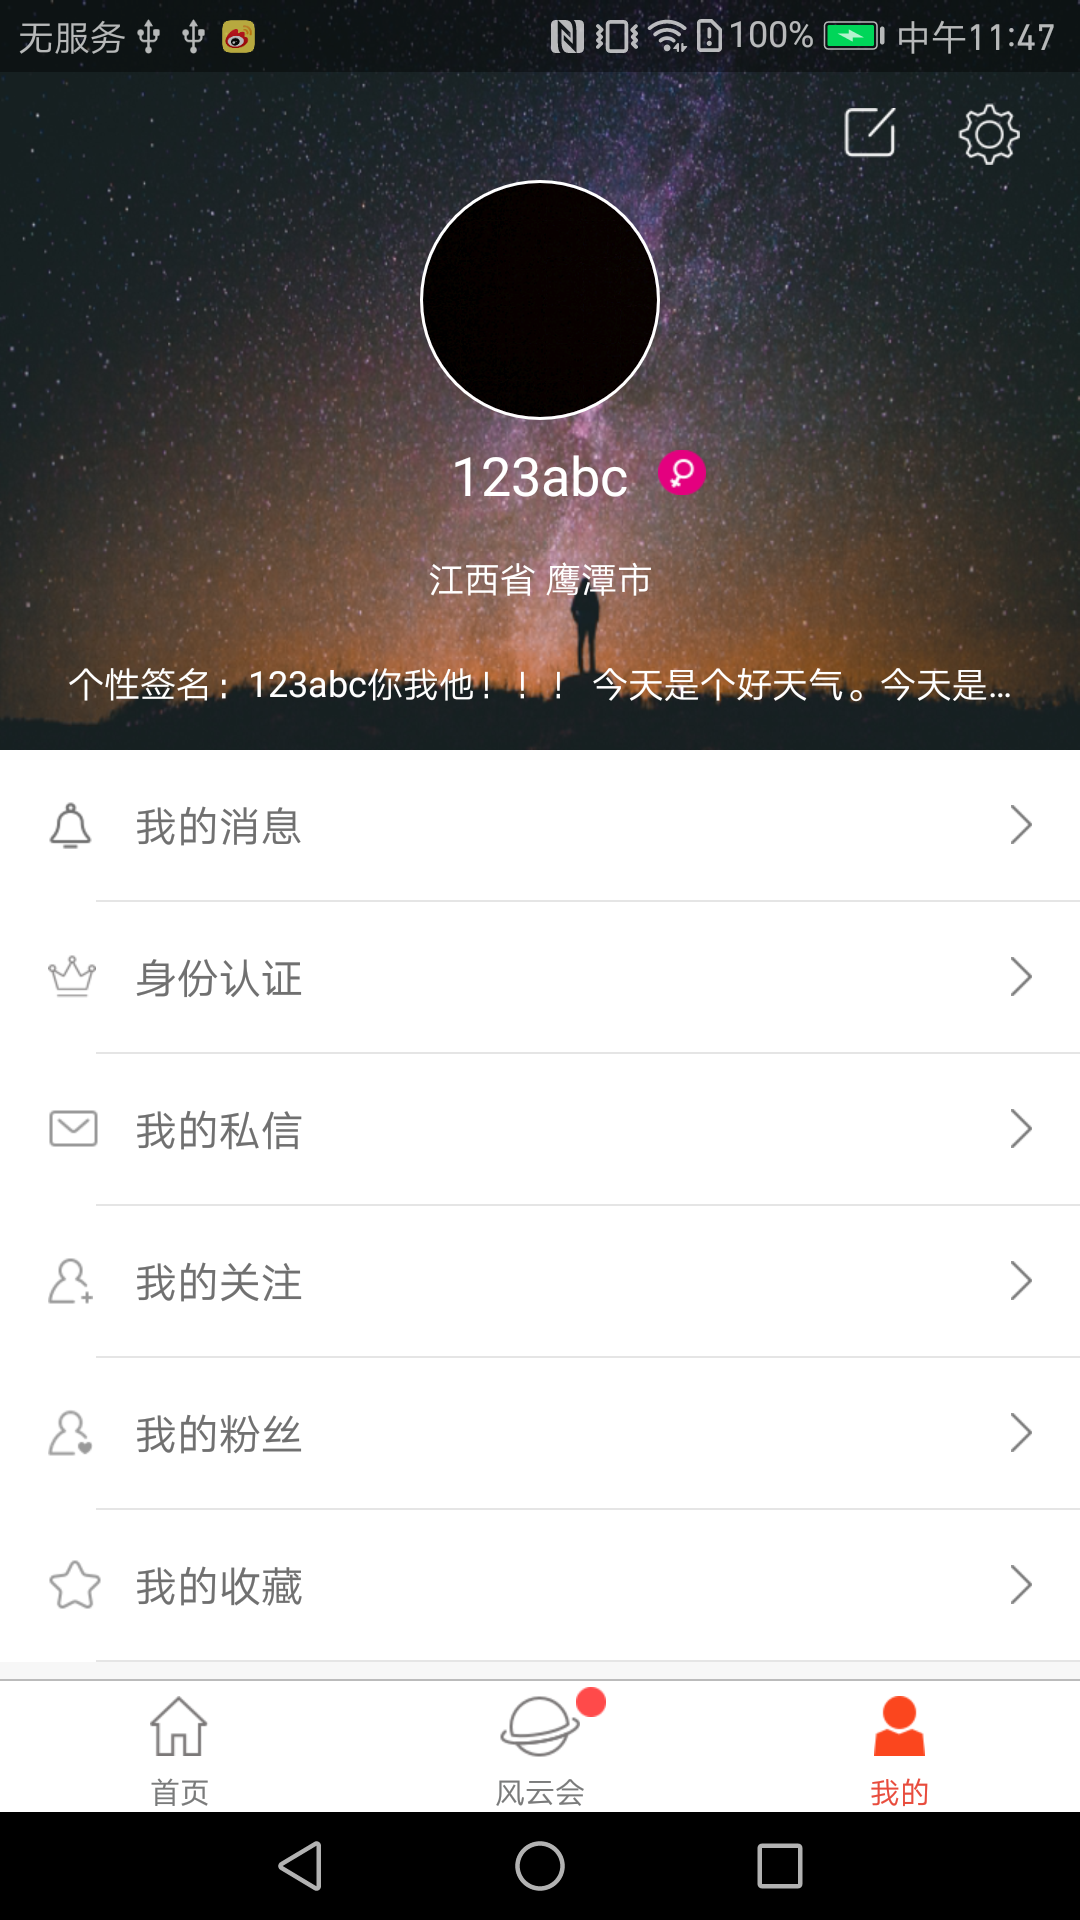 无服务 100% 中午11:47
123abc
江西省 鹰潭市
个性签名：123abc你我他！！！ 今天是个好天气。今天是...
我的消息
身份认证
我的私信
我的关注
我的粉丝
我的收藏
首页 风云会 我的